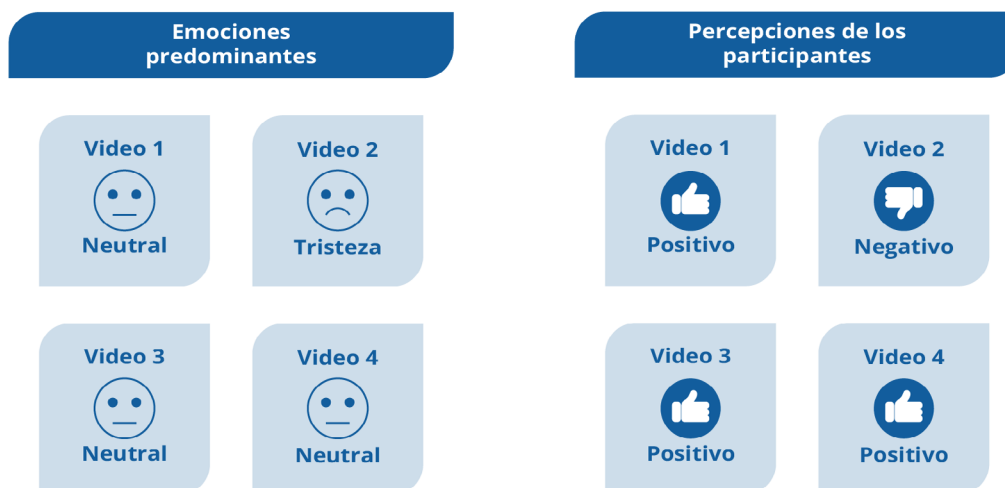 Emociones
predominantes
Video 1
Neutral
Video 2
Tristeza
Video 3
Neutral
Video 4
Neutral
Percepciones de los
participantes
Video 1
Positivo
Video 2
Negativo
Video 3
Positivo
Video 4
Positivo